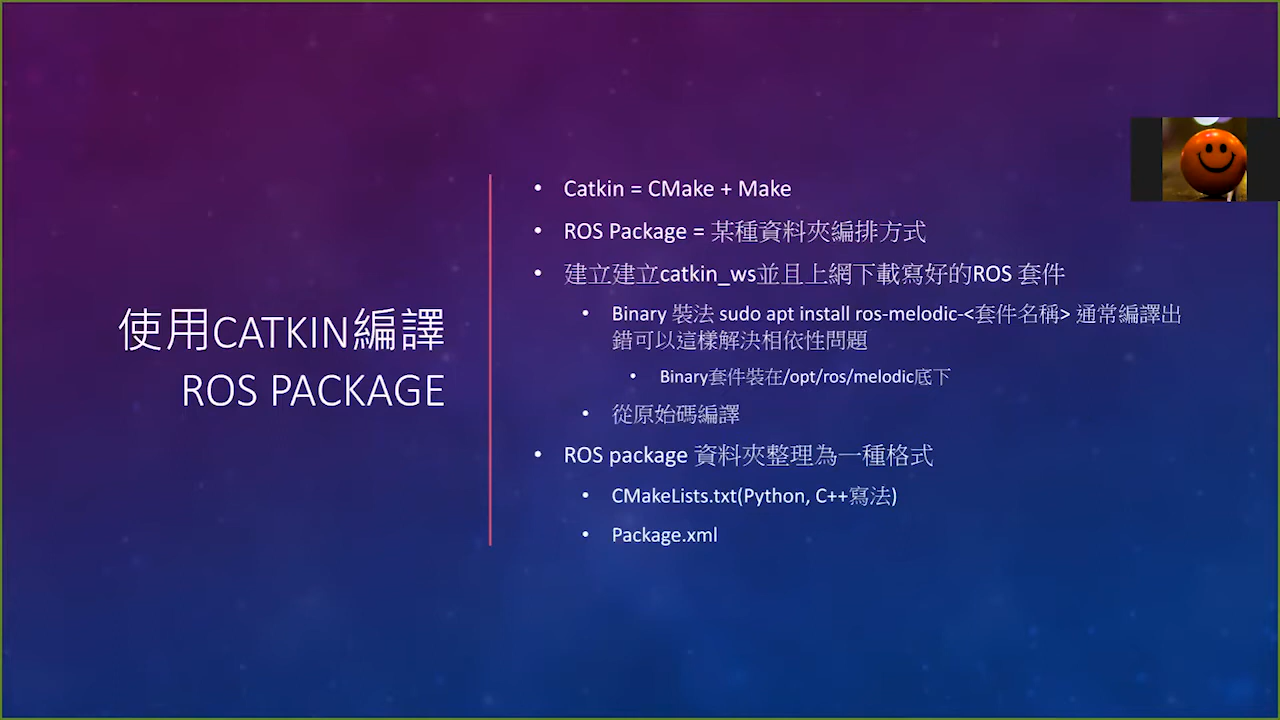 使用CATKIN編譯
ROS PACKAGE
• Catkin = CMake + Make
• ROS Package = 某種資料夾編排方式
• 建立建立catkin_ws並且上網下載寫好的ROS 套件
• Binary 裝法 sudo apt install ros-melodic-<套件名稱> 通常編譯出
錯可以這樣解決相依性問題
• Binary套件裝在/opt/ros/melodic底下
• 從原始碼編譯
• ROS package 資料夾整理為一種格式
• CMakeLists.txt(Python, C++寫法)
• Package.xml